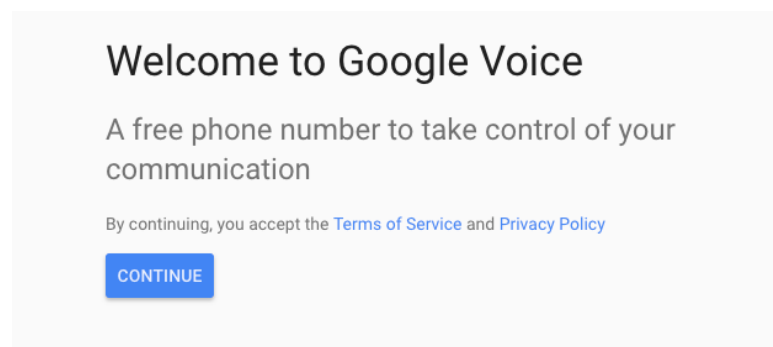 Welcome to Google Voice
A free phone number to take control of your
communication
By continuing, you accept the Terms of Service and Privacy Policy
CONTINUE